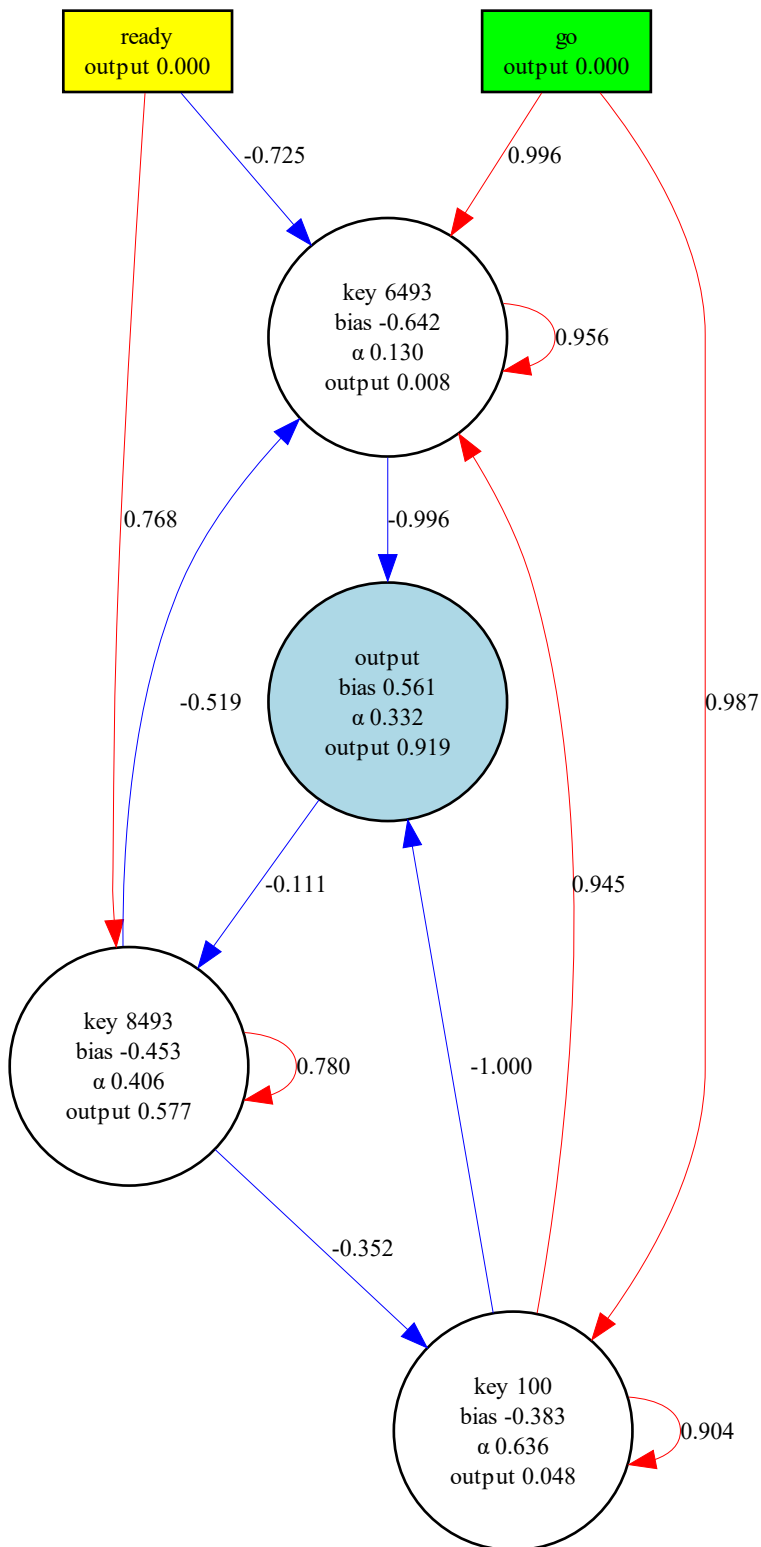 ready
output 0.000
go
output 0.000
-0.725
0.996
key 6493
bias -0.642
α 0.130
output 0.008
0.956
0.768
-0.996
-0.519
output
bias 0.561
α 0.332
output 0.919
0.987
-0.111
0.945
key 8493
bias -0.453
α 0.406
output 0.577
0.780
-1.000
-0.352
key 100
bias -0.383
α 0.636
output 0.048
0.904